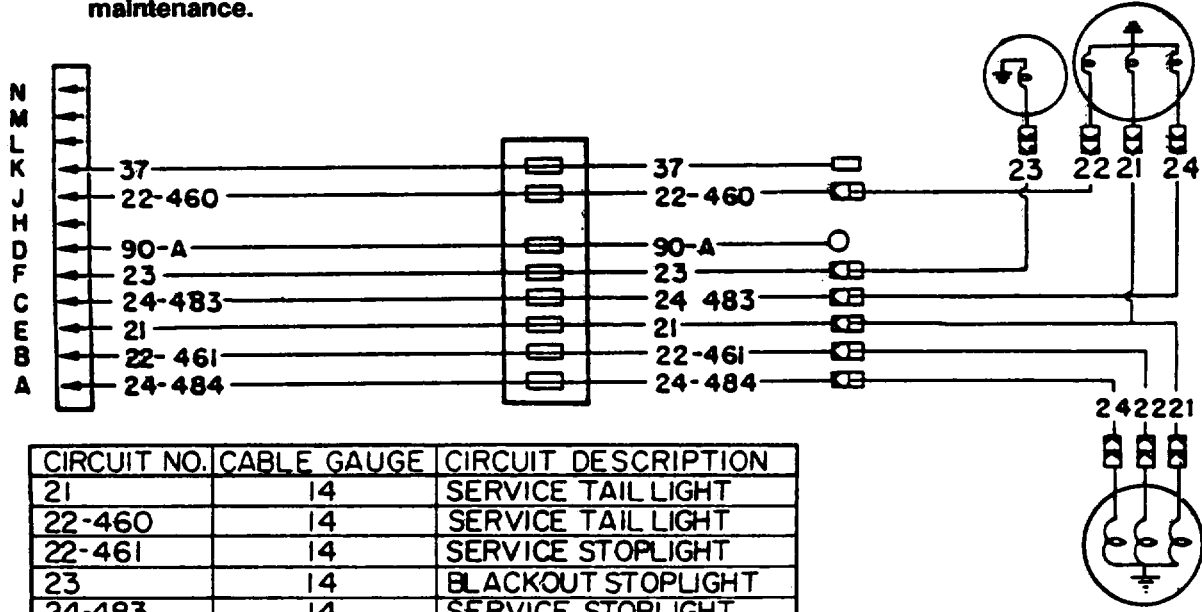 maintenance.
N
M
L
K 37 37
J 22-460 22-460
H
D 90-A 90-A
F 23 23
C 24-483 24 483
E 21 21
B 22-461 22-461
A 24-484 24-484
23 22 21 24
24 22 21
CIRCUIT NO. CABLE GAUGE CIRCUIT DESCRIPTION
21 14 SERVICE TAIL LIGHT
22-460 14 SERVICE TAIL LIGHT
22-461 14 SERVICE STOPLIGHT
23 14 BLACKOUT STOPLIGHT
24-483 14 SERVICE STOPLIGHT